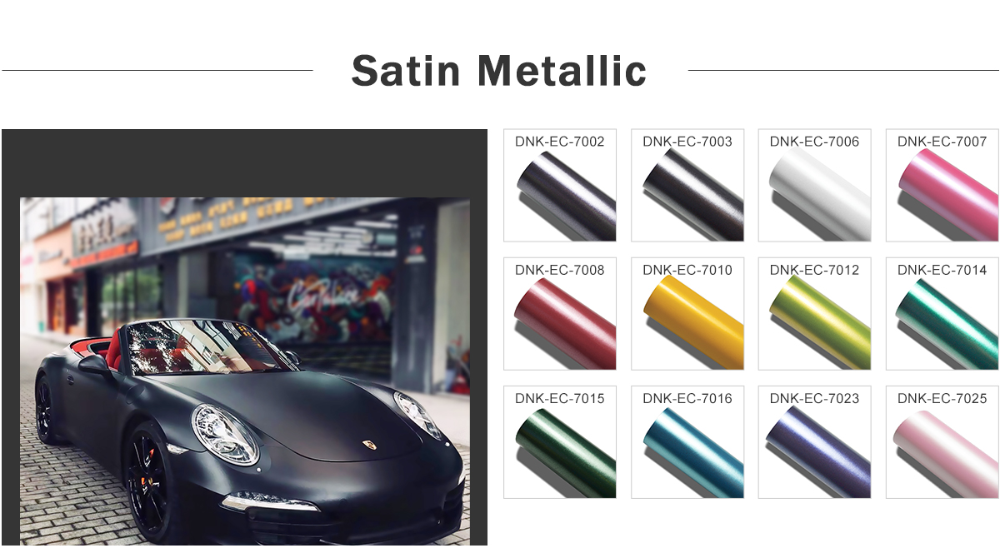 Satin Metallic
DNK-EC-7002
DNK-EC-7003
DNK-EC-7006
DNK-EC-7007
DNK-EC-7008
DNK-EC-7010
DNK-EC-7012
DNK-EC-7014
DNK-EC-7015
DNK-EC-7016
DNK-EC-7023
DNK-EC-7025
CarPalace